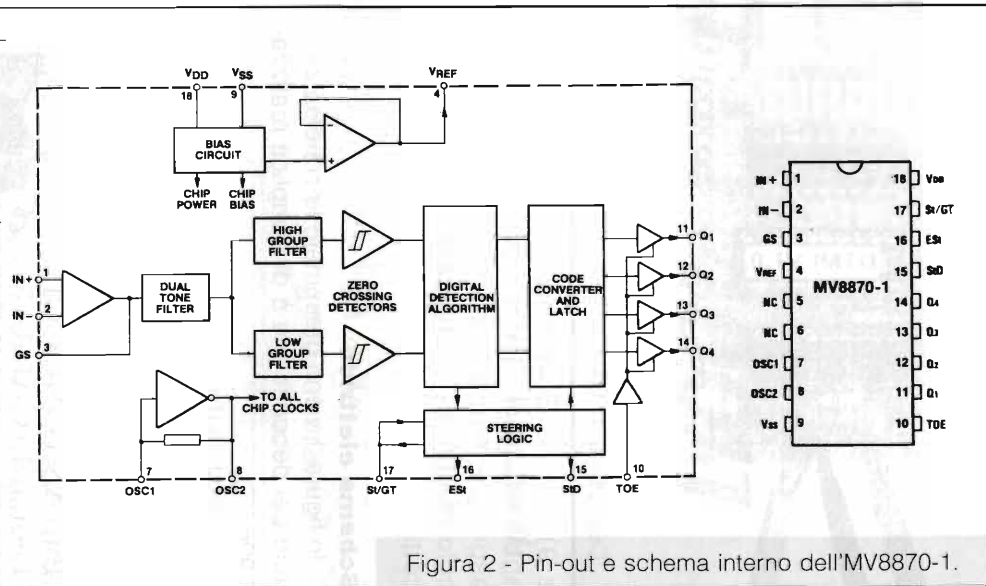 VDD
VSS
VREF
18
9
4
BIAS
CIRCUIT
CHIP
POWER
CHIP
BIAS
−
+
HIGH
GROUP
FILTER
IN+
1
IN−
2
GS
3
DUAL
TONE
FILTER
ZERO
CROSSING
DETECTORS
LOW
GROUP
FILTER
DIGITAL
DETECTION
ALGORITHM
CODE
CONVERTER
AND
LATCH
11
Q1
12
Q2
13
Q3
14
Q4
TO ALL
CHIP CLOCKS
STEERING
LOGIC
7
8
17
16
15
10
OSC1
OSC2
St/GT
ESt
StD
TOE
IN+ 1
IN− 2
GS 3
VREF 4
NC 5
NC 6
OSC1 7
OSC2 8
VSS 9
MV8870-1
18 VDD
17 St/GT
16 ESt
15 StD
14 Q4
13 Q3
12 Q2
11 Q1
10 TOE
Figura 2 - Pin-out e schema interno dell'MV8870-1.